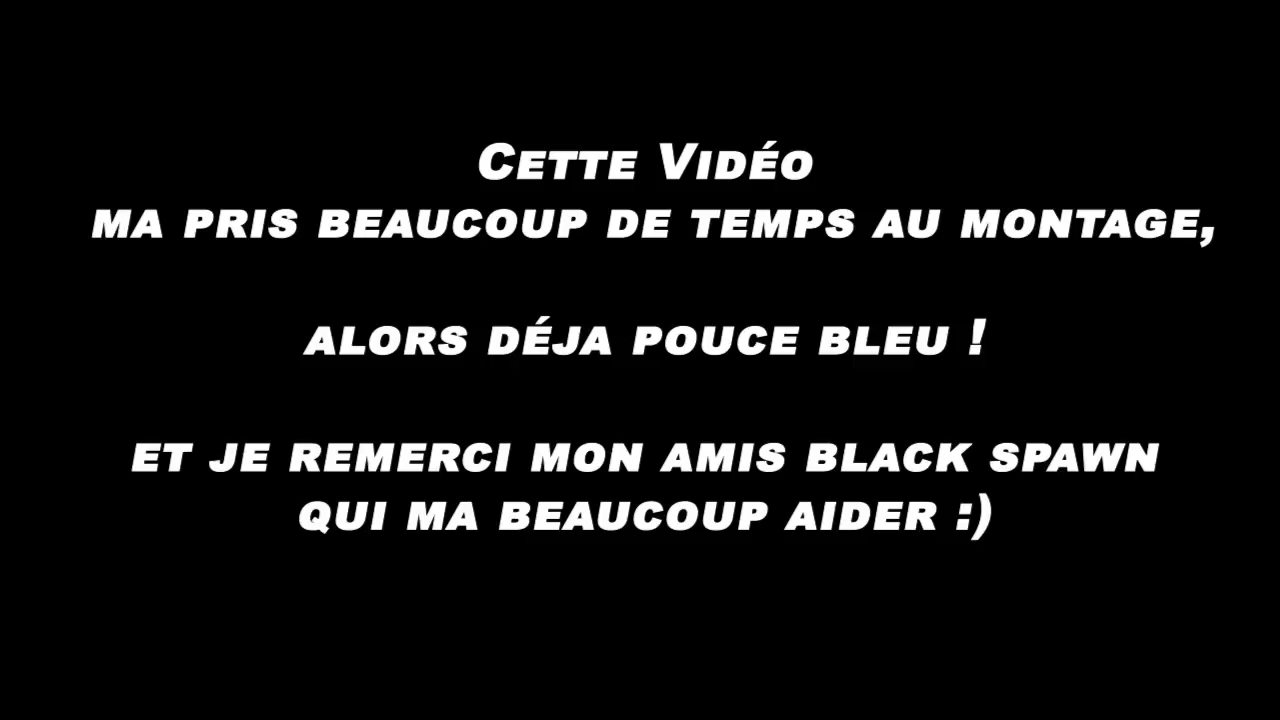 Cette Vidéo
ma pris beaucoup de temps au montage,
alors déja pouce bleu !
et je remerci mon amis black spawn
qui ma beaucoup aider :)